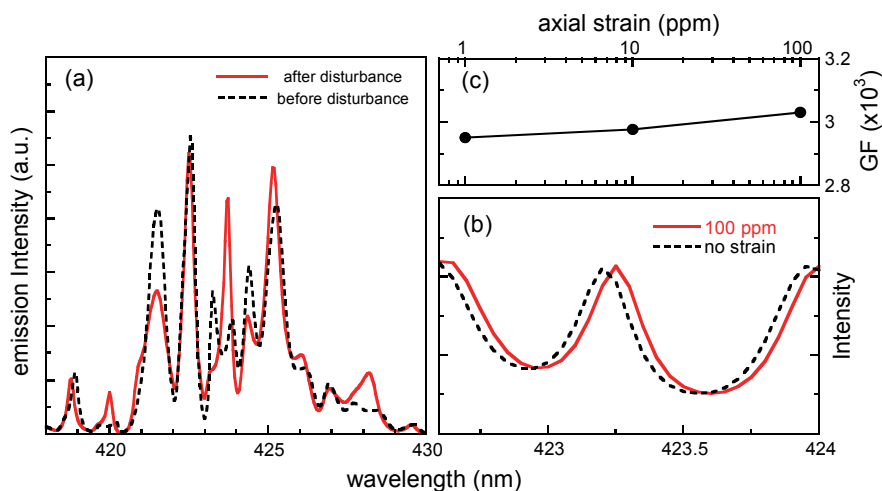 axial strain (ppm)
1 10 100
(a)
after disturbance
before disturbance
(c)
3.2
3
2.8
GF (x10³)
emission Intensity (a.u.)
(b)
100 ppm
no strain
Intensity
420 425 430
423 423.5 424
wavelength (nm)